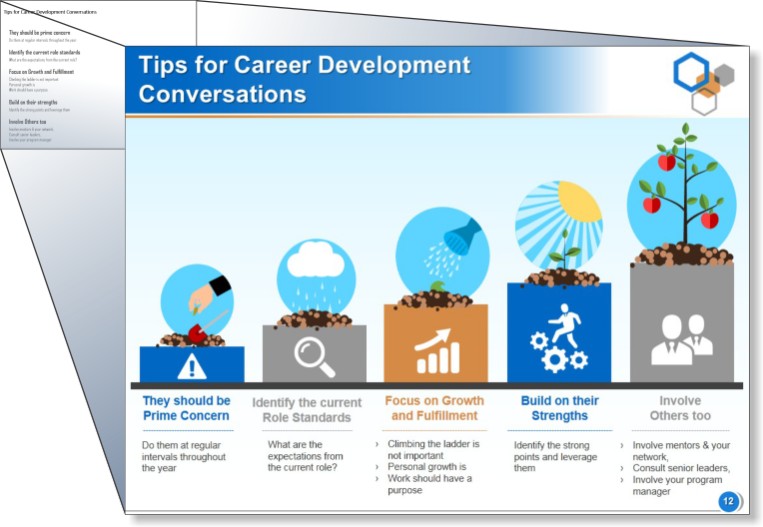 Tips for Career Development Conversations
They should be prime concern
Do them at regular intervals throughout the year
Identify the current role standards
What are the expectations from the current role?
Focus on Growth and Fulfillment
Climbing the ladder is not important
Personal growth is
Work should have a purpose
Build on their strengths
Identify the strong points and leverage them
Involve Others too
Involve mentors & your network
Consult senior leaders,
Involve your program manager
Tips for Career Development
Conversations
They should be
Prime Concern
Do them at regular
intervals throughout
the year
Identify the current
Role Standards
What are the
expectations from
the current role?
Focus on Growth
and Fulfillment
› Climbing the ladder is
not important
› Personal growth is
› Work should have a
purpose
Build on their
Strengths
Identify the strong
points and leverage
them
Involve
Others too
› Involve mentors & your
network,
› Consult senior leaders,
› Involve your program
manager
12